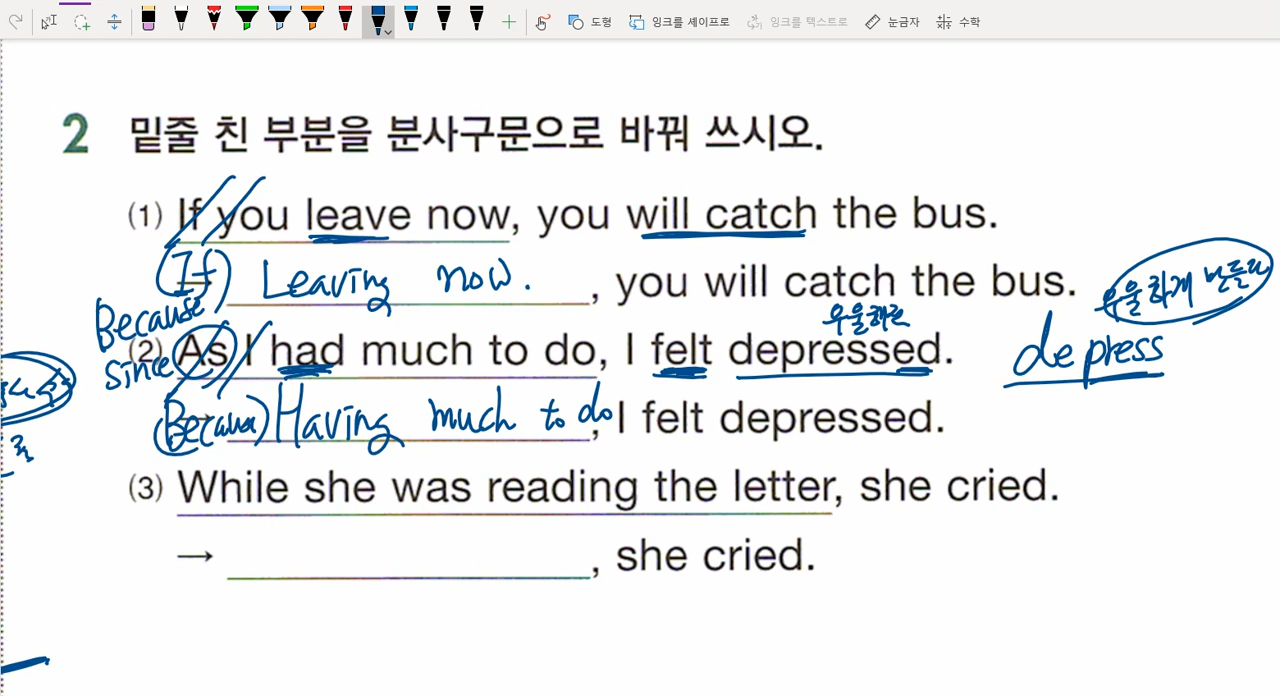 도형 잉크를 셰이프로 잉크를 텍스트로 눈금자 수학
2 밑줄 친 부분을 분사구문으로 바꿔 쓰시오.
(1) If you leave now, you will catch the bus.
(If) Leaving now. , you will catch the bus.
우울하게 만들다
Because
우울해진
since
(2) As I had much to do, I felt depressed.
depress
(Because) Having much to do, I felt depressed.
(3) While she was reading the letter, she cried.
→ , she cried.